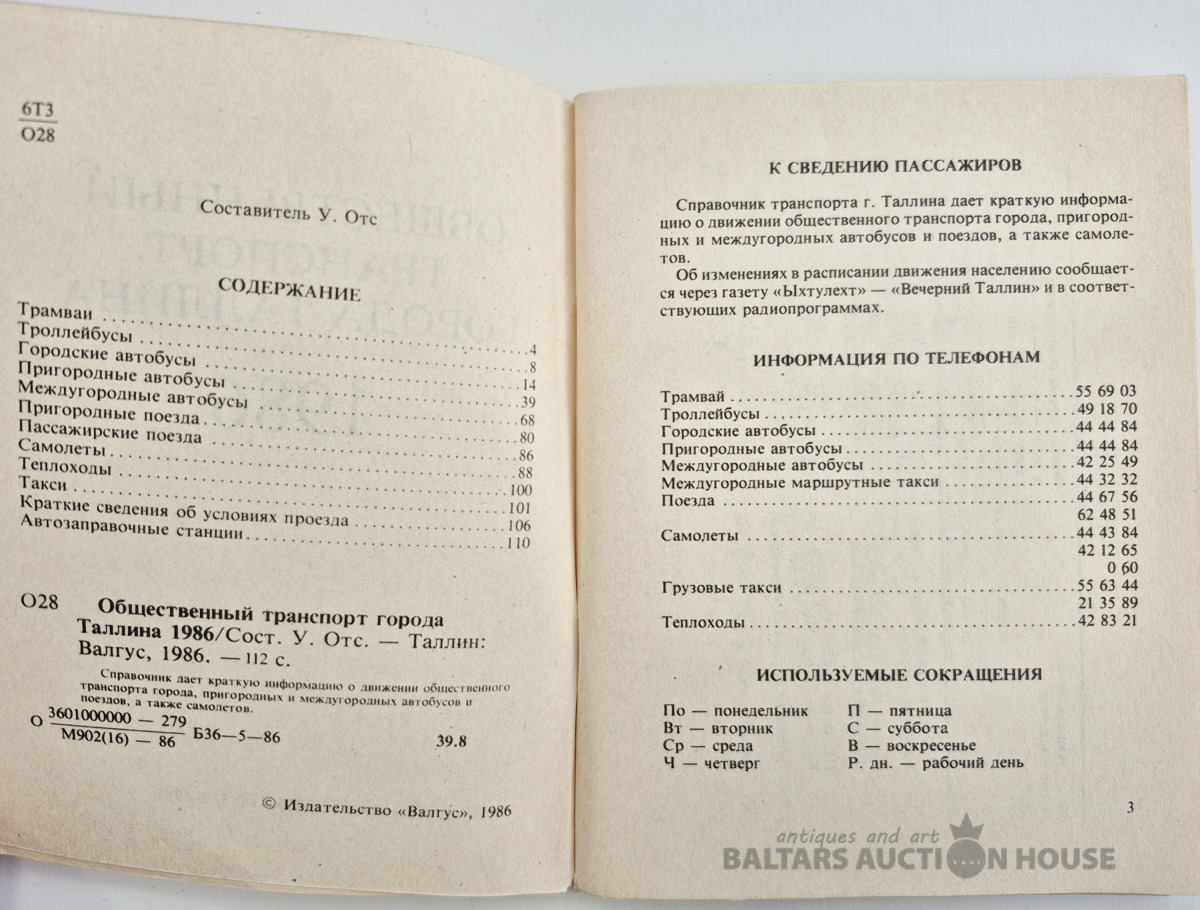 6Т3
О28
Составитель У. Отс
СОДЕРЖАНИЕ
Трамваи ........ 4
Троллейбусы ........ 8
Городские автобусы ........ 14
Пригородные автобусы ........ 39
Междугородные автобусы ........ 68
Пригородные поезда ........ 80
Пассажирские поезда ........ 86
Самолеты ........ 88
Теплоходы ........ 100
Такси ........ 101
Краткие сведения об условиях проезда ........ 106
Автозаправочные станции ........ 110
О28 Общественный транспорт города
Таллина 1986/Сост. У. Отс. — Таллин:
Валгус, 1986. — 112 с.
Справочник дает краткую информацию о движении общественного
транспорта города, пригородных и междугородных автобусов и
поездов, а также самолетов.
О 3601000000 — 279
М902(16) — 86 Б36—5—86 39.8
© Издательство «Валгус», 1986
К СВЕДЕНИЮ ПАССАЖИРОВ
Справочник транспорта г. Таллина дает краткую информа-
цию о движении общественного транспорта города, пригород-
ных и междугородных автобусов и поездов, а также самоле-
тов.
Об изменениях в расписании движения населению сообщает-
ся через газету «Ыхтулехт» — «Вечерний Таллин» и в соответ-
ствующих радиопрограммах.
ИНФОРМАЦИЯ ПО ТЕЛЕФОНАМ
Трамвай ........ 55 69 03
Троллейбусы ........ 49 18 70
Городские автобусы ........ 44 44 84
Пригородные автобусы ........ 44 44 84
Междугородные автобусы ........ 42 25 49
Междугородные маршрутные такси ........ 44 32 32
Поезда ........ 44 67 56
62 48 51
Самолеты ........ 44 43 84
42 12 65
0 60
Грузовые такси ........ 55 63 44
21 35 89
Теплоходы ........ 42 83 21
ИСПОЛЬЗУЕМЫЕ СОКРАЩЕНИЯ
По — понедельник П — пятница
Вт — вторник С — суббота
Ср — среда В — воскресенье
Ч — четверг Р. дн. — рабочий день
3
antiques and art
BALTARS AUCTION HOUSE